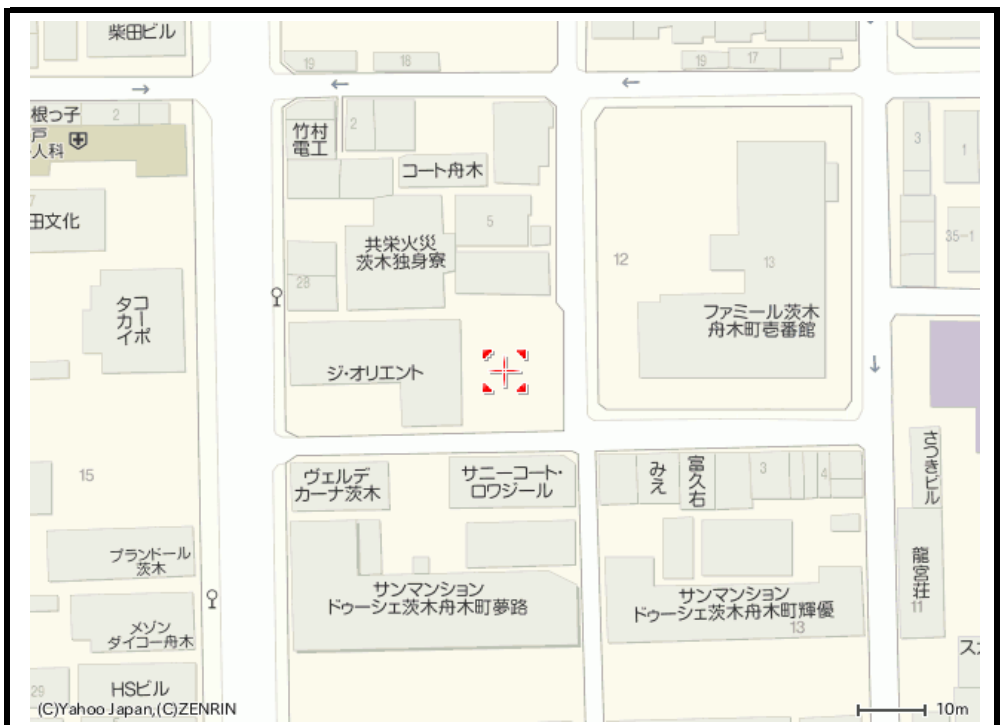 柴田ビル
19
18
19
17
根っ子
2
戸
人科
竹村
電工
2
コート舟木
3
1
田文化
5
共栄火災
茨木独身寮
12
13
35-1
28
タコ
カー
イポ
ファミール茨木
舟木町壱番館
ジ・オリエント
15
ヴェルデ
カーナ茨木
サニーコート・
ロワジール
みえ
富久右
3
4
さつきビル
ブランドール
茨木
サンマンション
ドゥーシェ茨木舟木町夢路
サンマンション
ドゥーシェ茨木舟木町輝優
13
龍宮荘
11
メゾン
ダイコー舟木
29
HSビル
(C)Yahoo Japan,(C)ZENRIN
10m